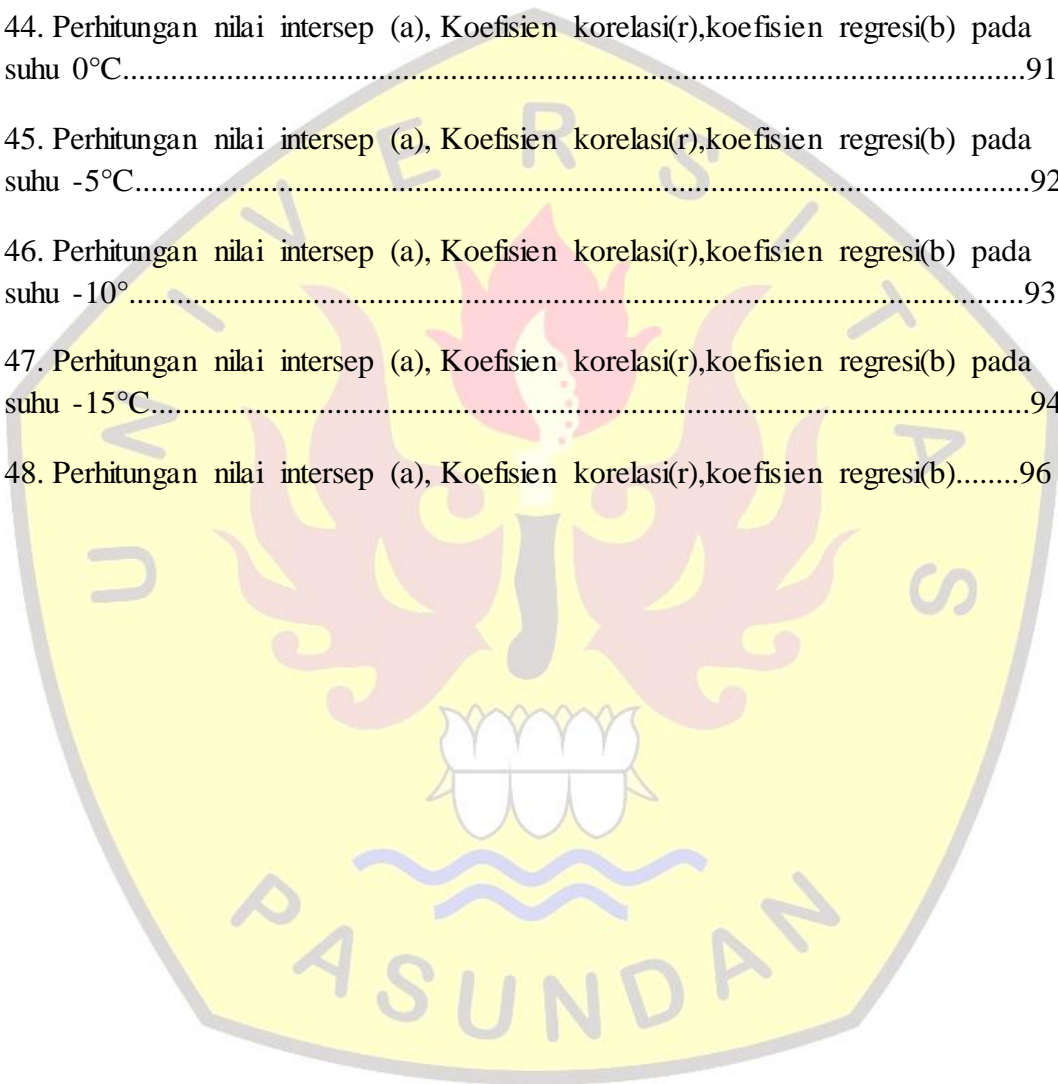 44. Perhitungan nilai intersep (a), Koefisien korelasi(r),koefisien regresi(b) pada
suhu 0°C...................................................................................................................91
45. Perhitungan nilai intersep (a), Koefisien korelasi(r),koefisien regresi(b) pada
suhu -5°C.................................................................................................................92
46. Perhitungan nilai intersep (a), Koefisien korelasi(r),koefisien regresi(b) pada
suhu -10°.................................................................................................................93
47. Perhitungan nilai intersep (a), Koefisien korelasi(r),koefisien regresi(b) pada
suhu -15°C...............................................................................................................94
48. Perhitungan nilai intersep (a), Koefisien korelasi(r),koefisien regresi(b)........96
UNIVERSITAS
PASUNDAN